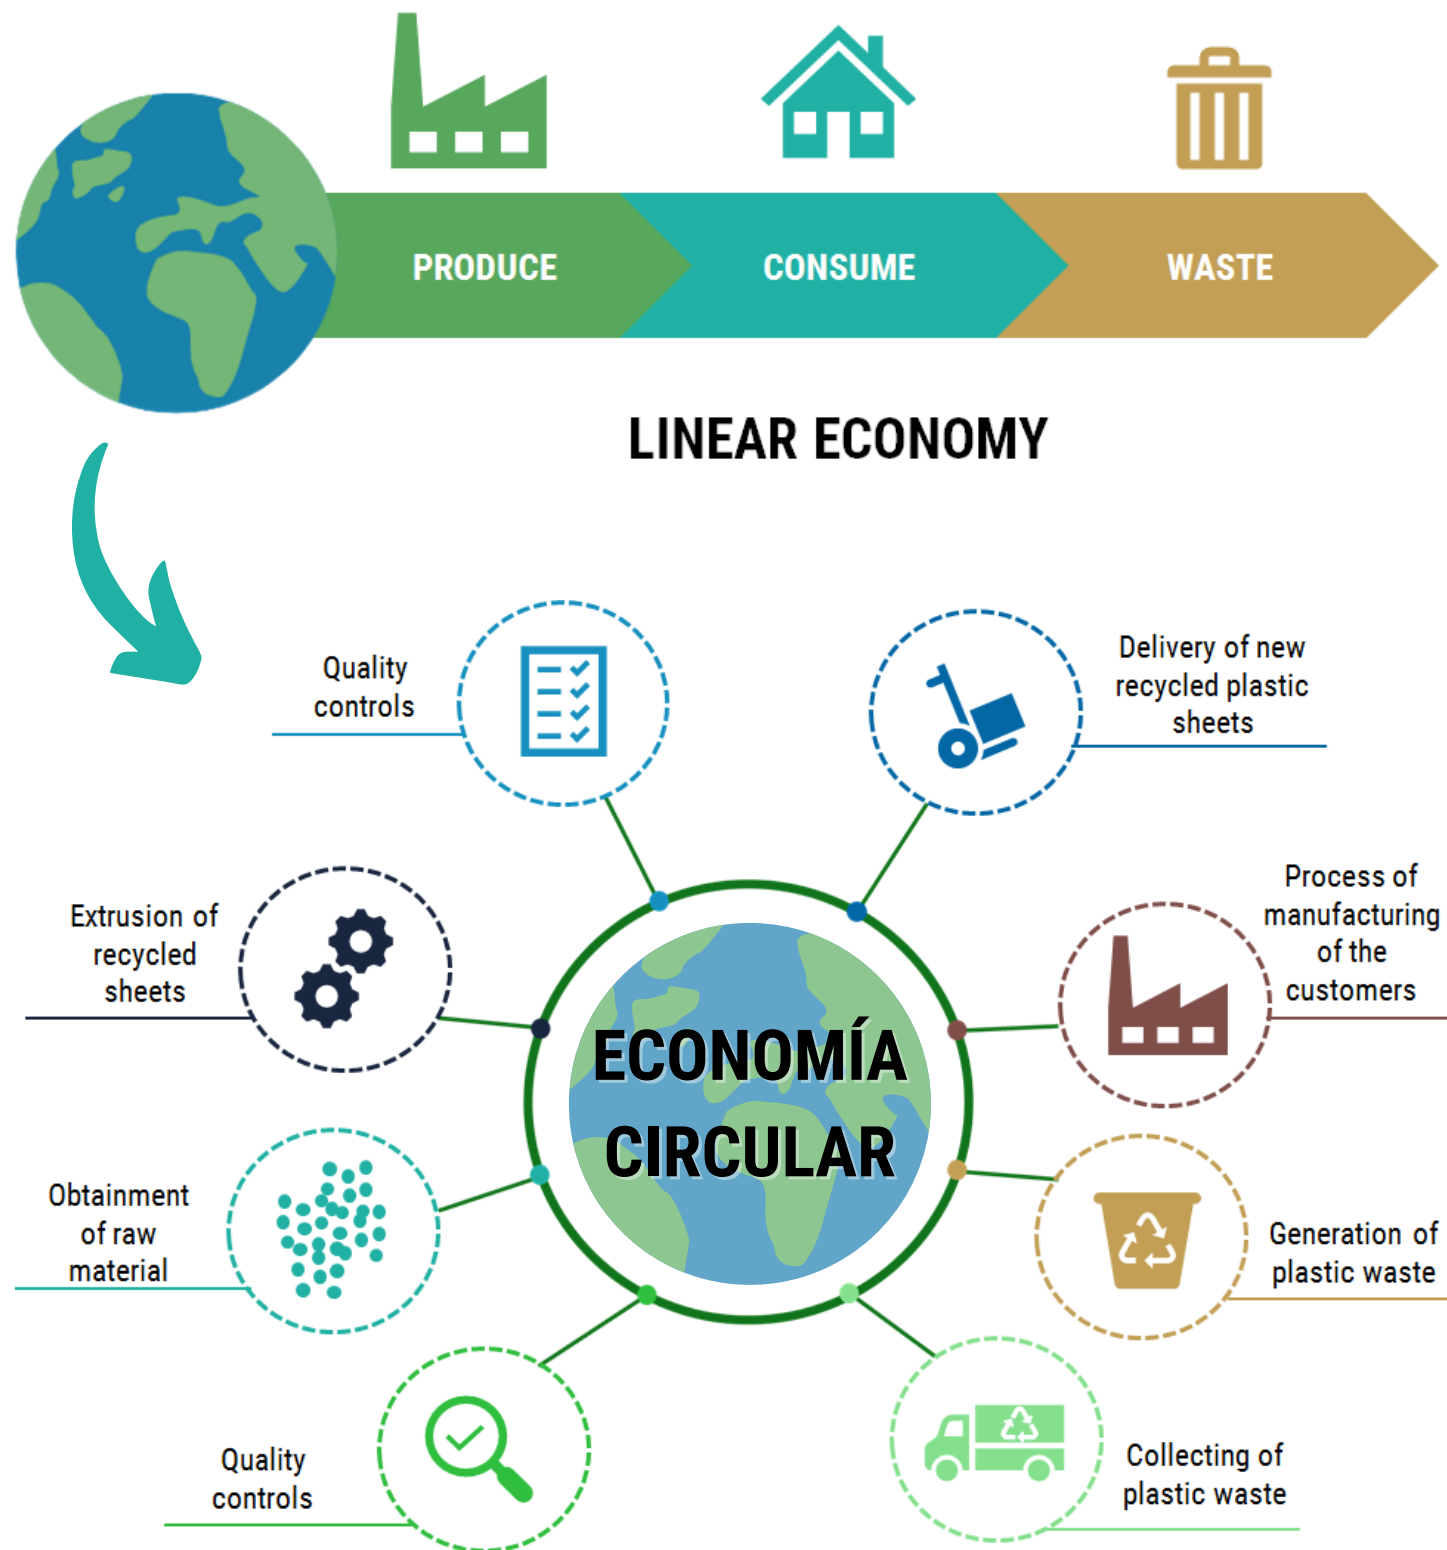 PRODUCE
CONSUME
WASTE
LINEAR ECONOMY
Quality
controls
Delivery of new
recycled plastic
sheets
Extrusion of
recycled
sheets
Process of
manufacturing
of the
customers
ECONOMÍA
CIRCULAR
Obtainment
of raw
material
Generation of
plastic waste
Quality
controls
Collecting of
plastic waste